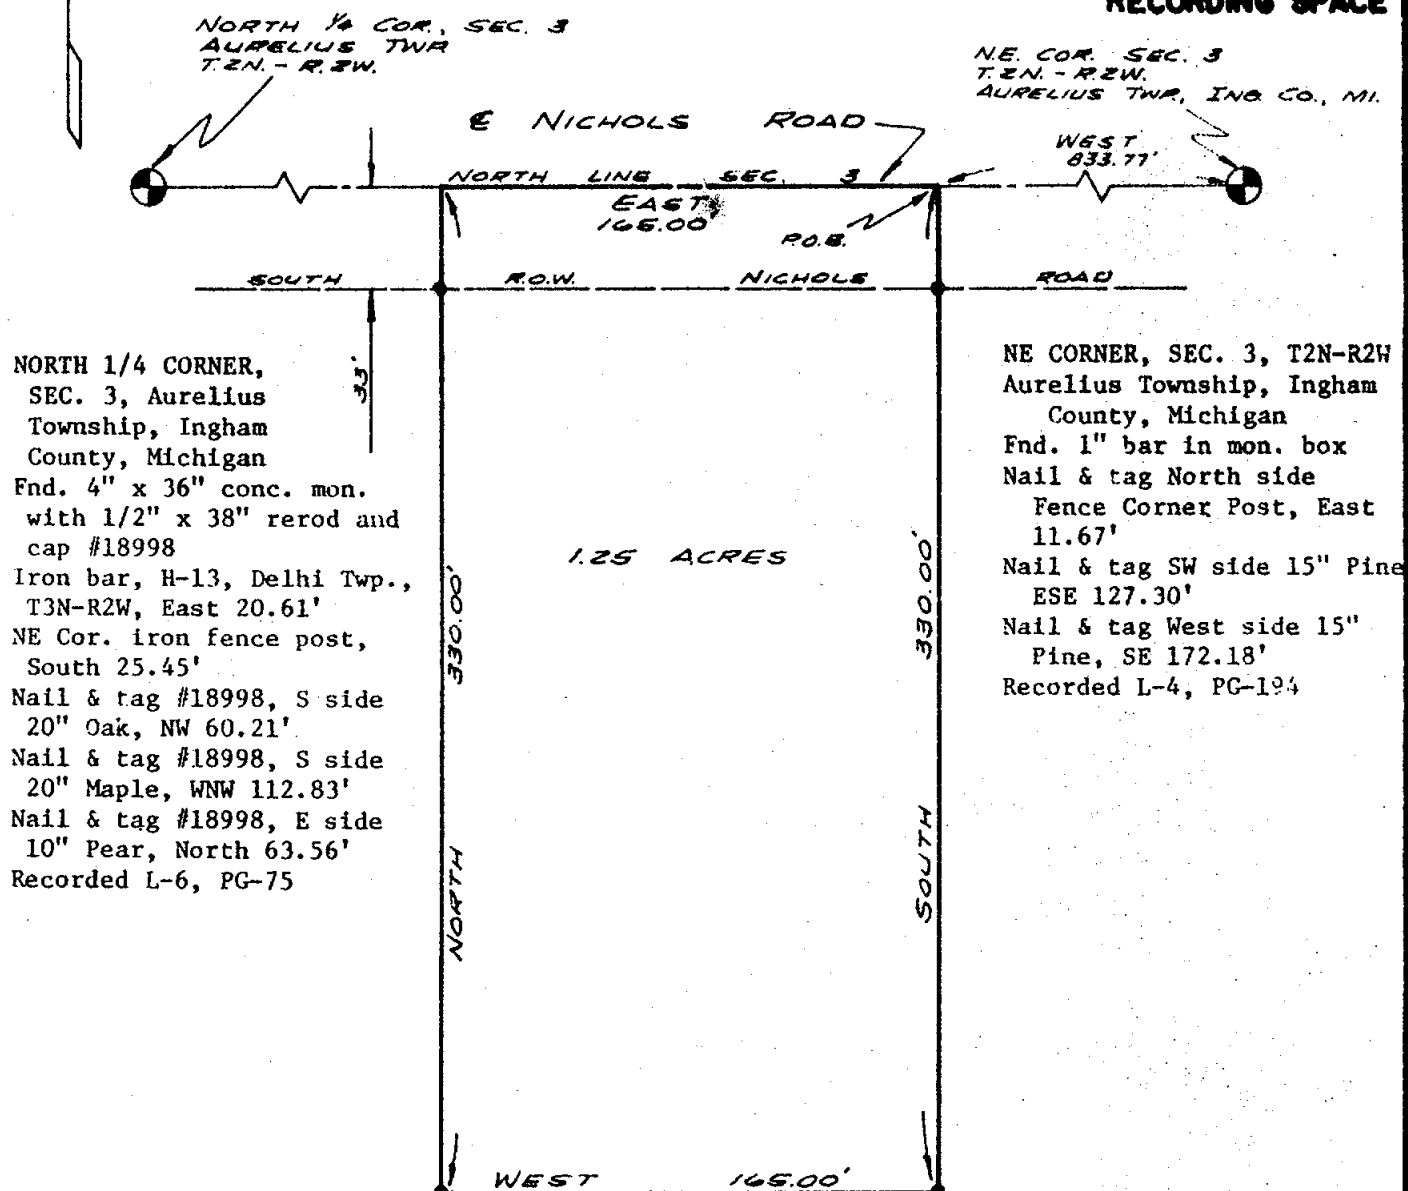 RECORDING SPACE
NORTH 1/4 COR., SEC. 3
AURELIUS TWP.
T.2N. - R.2W.
N.E. COR. SEC. 3
T.2N. - R.2W.
AURELIUS TWP., ING. CO., MI.
℄ NICHOLS ROAD
WEST
833.77'
NORTH LINE SEC. 3
EAST
165.00'
P.O.B.
SOUTH R.O.W. NICHOLS ROAD
33'
NORTH 1/4 CORNER,
SEC. 3, Aurelius
Township, Ingham
County, Michigan
Fnd. 4" x 36" conc. mon.
with 1/2" x 38" rerod and
cap #18998
Iron bar, H-13, Delhi Twp.,
T3N-R2W, East 20.61'
NE Cor. iron fence post,
South 25.45'
Nail & tag #18998, S side
20" Oak, NW 60.21'
Nail & tag #18998, S side
20" Maple, WNW 112.83'
Nail & tag #18998, E side
10" Pear, North 63.56'
Recorded L-6, PG-75
1.25 ACRES
330.00'
NORTH
330.00'
SOUTH
NE CORNER, SEC. 3, T2N-R2W
Aurelius Township, Ingham
County, Michigan
Fnd. 1" bar in mon. box
Nail & tag North side
Fence Corner Post, East
11.67'
Nail & tag SW side 15" Pine
ESE 127.30'
Nail & tag West side 15"
Pine, SE 172.18'
Recorded L-4, PG-194
WEST 165.00'